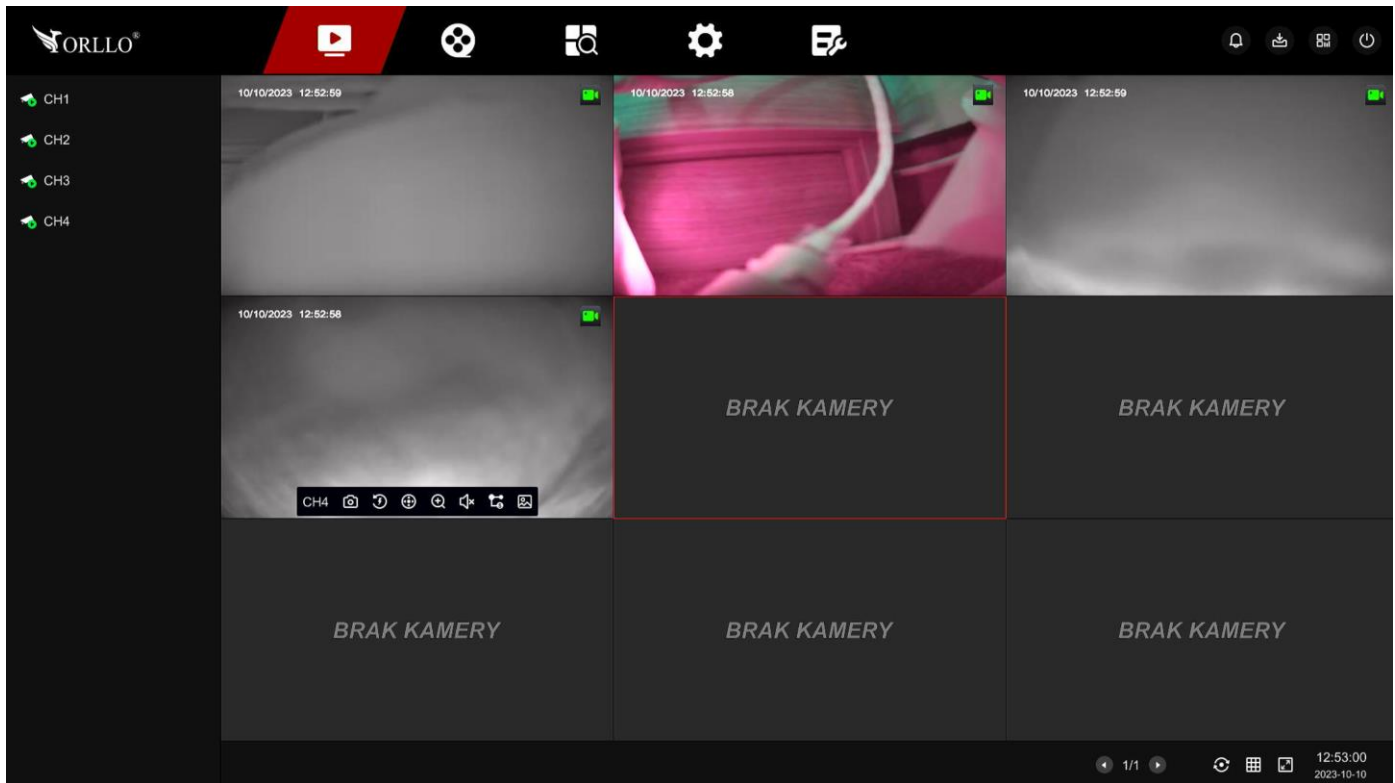 ORLLO®
CH1
CH2
CH3
CH4
10/10/2023 12:52:59
10/10/2023 12:52:58
10/10/2023 12:52:59
10/10/2023 12:52:58
CH4
BRAK KAMERY
BRAK KAMERY
BRAK KAMERY
BRAK KAMERY
BRAK KAMERY
1/1
12:53:00
2023-10-10